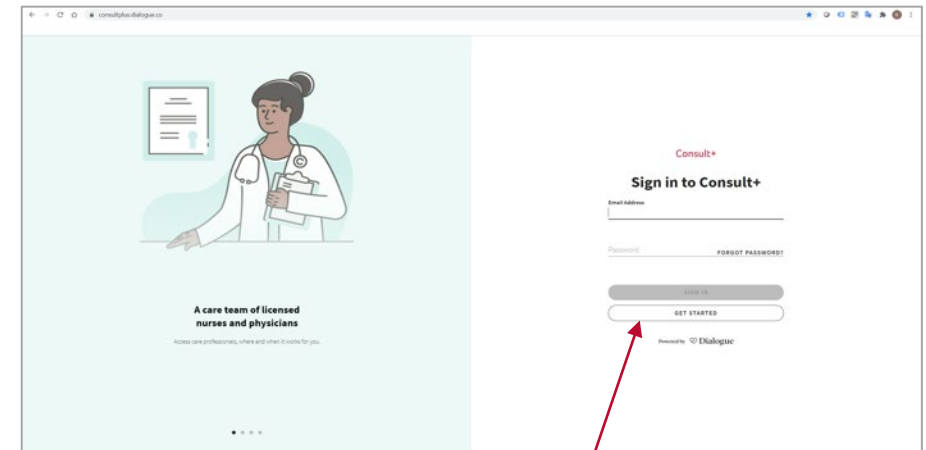 consultplus.dialogue.co
Consult+
Sign in to Consult+
Email Address
Password
FORGOT PASSWORD?
SIGN IN
GET STARTED
Powered by Dialogue
A care team of licensed
nurses and physicians
Access care professionals, where and when it works for you.